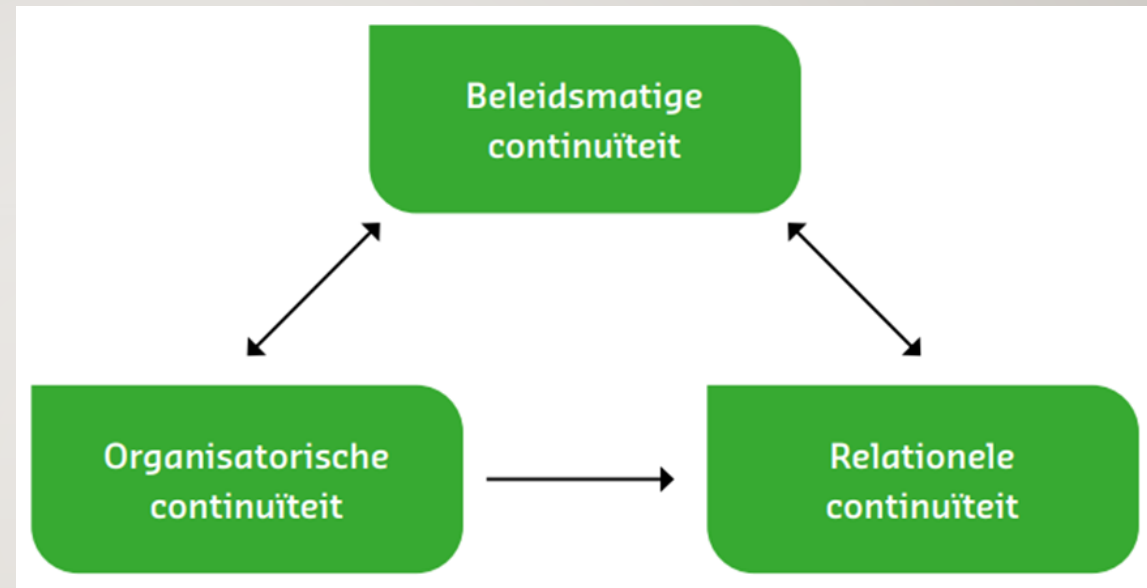 Beleidsmatige
continuïteit
Organisatorische
continuïteit
Relationele
continuïteit